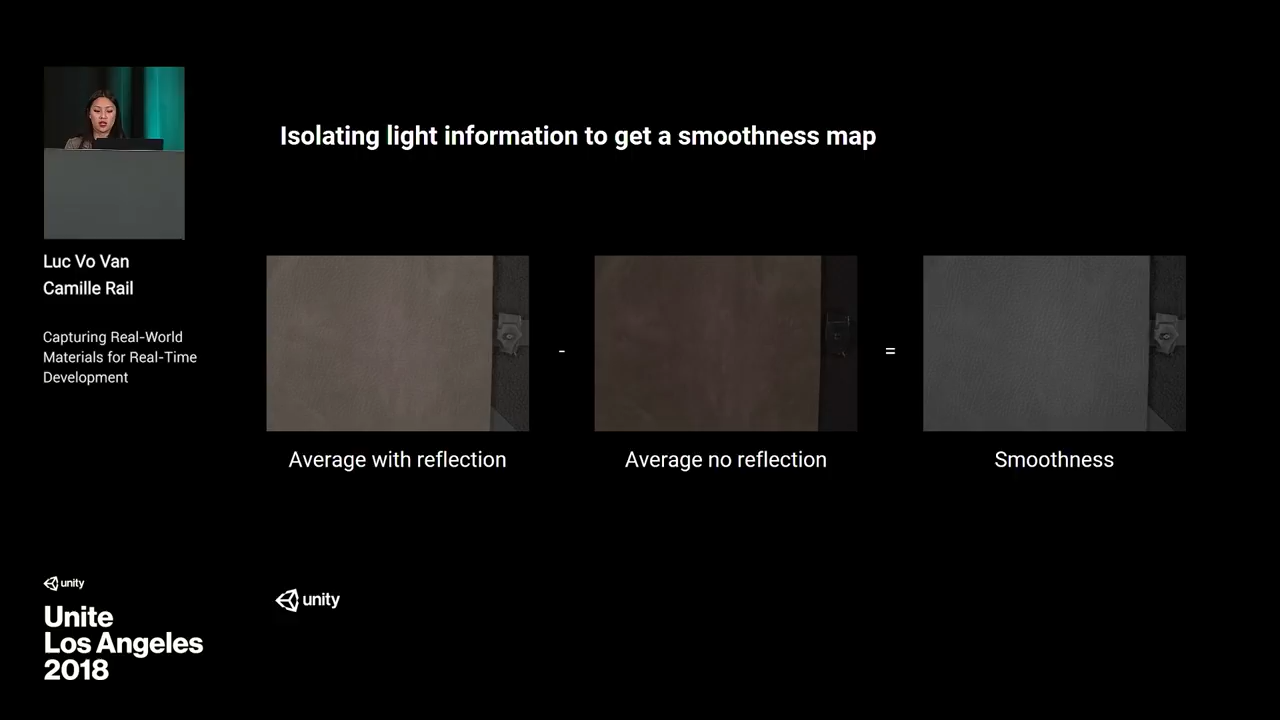 Isolating light information to get a smoothness map
Luc Vo Van
Camille Rail
Capturing Real-World
Materials for Real-Time
Development
-
=
Average with reflection
Average no reflection
Smoothness
unity
Unite
Los Angeles
2018
unity